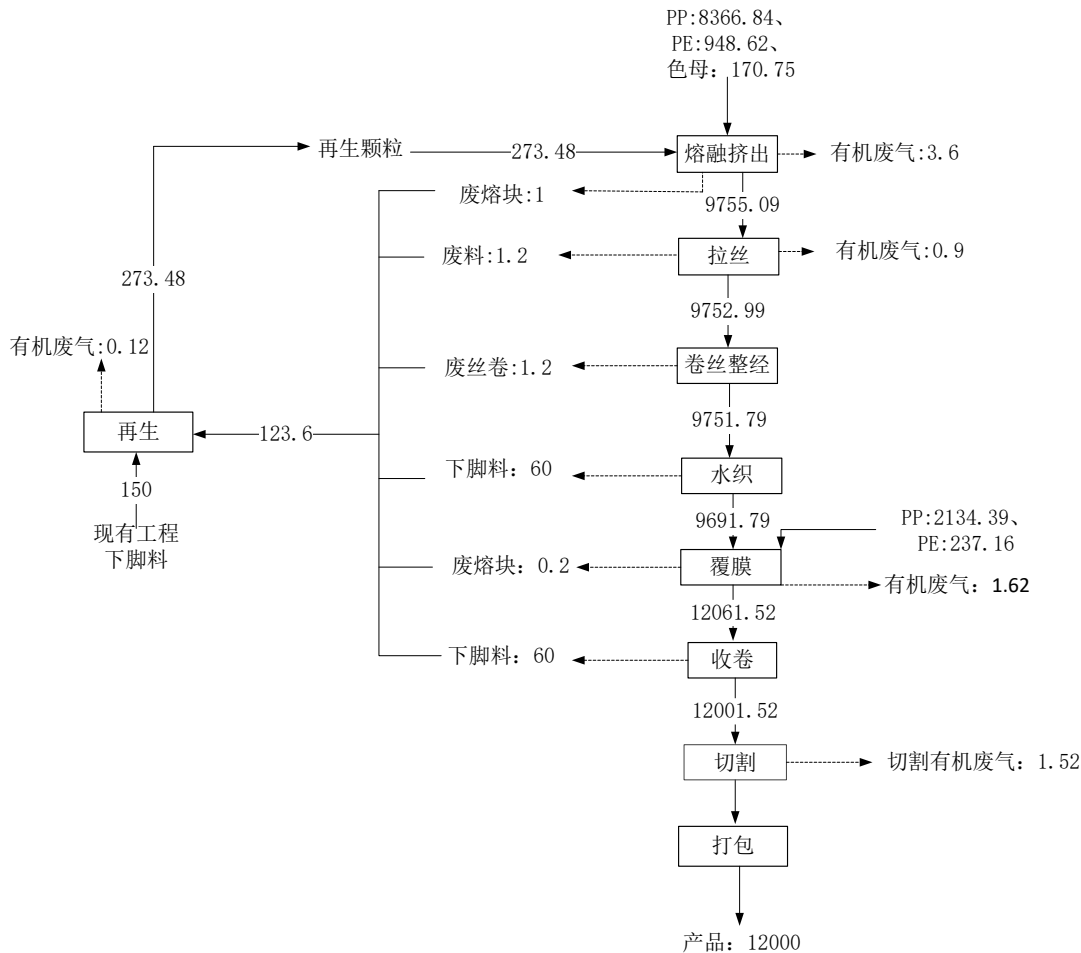 PP:8366.84、
PE:948.62、
色母：170.75
再生颗粒
273.48
熔融挤出
有机废气:3.6
废熔块:1
9755.09
废料:1.2
拉丝
有机废气:0.9
273.48
9752.99
有机废气:0.12
废丝卷:1.2
卷丝整经
再生
123.6
9751.79
下脚料：60
水织
150
现有工程
下脚料
9691.79
PP:2134.39、
PE:237.16
废熔块：0.2
覆膜
有机废气：1.62
12061.52
下脚料：60
收卷
12001.52
切割
切割有机废气：1.52
打包
产品：12000